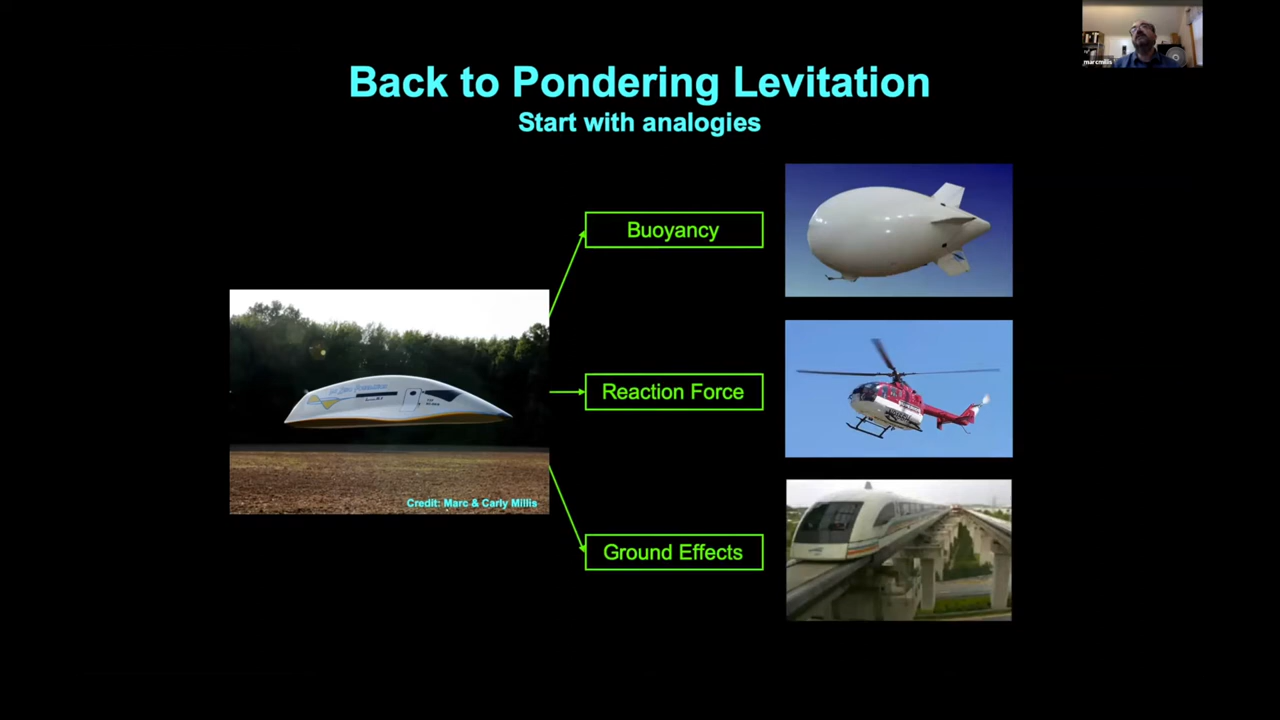 marcmillis
Back to Pondering Levitation
Start with analogies
Buoyancy
Reaction Force
Credit: Marc & Carly Millis
Ground Effects